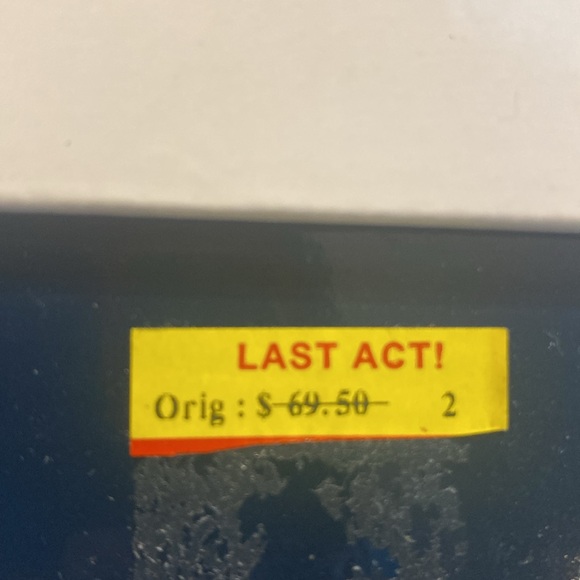 LAST ACT!
Orig : $ 69.50 2